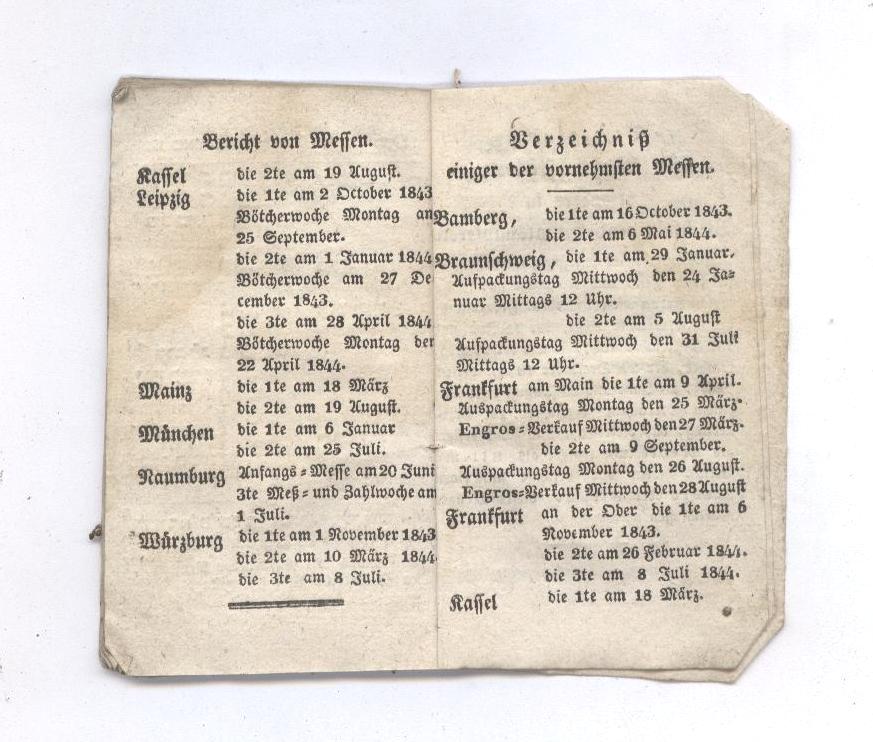 Bericht von Messen.
Kassel die 2te am 19 August.
Leipzig die 1te am 2 October 1843
Bötcherwoche Montag am
25 September.
die 2te am 1 Januar 1844
Bötcherwoche am 27 De
cember 1843.
die 3te am 28 April 1844
Bötcherwoche Montag der
22 April 1844.
Mainz die 1te am 18 März
die 2te am 19 August.
München die 1te am 6 Januar
die 2te am 25 Juli.
Naumburg Anfangs-Messe am 20 Juni
3te Meß- und Zahlwoche am
1 Juli.
Würzburg die 1te am 1 November 1843
die 2te am 10 März 1844
die 3te am 8 Juli.
Verzeichniß
einiger der vornehmsten Messen.
Bamberg, die 1te am 16 October 1843.
die 2te am 6 Mai 1844.
Braunschweig, die 1te am 29 Januar.
Aufpackungstag Mittwoch den 24 Ja-
nuar Mittags 12 Uhr.
die 2te am 5 August
Aufpackungstag Mittwoch den 31 Juli
Mittags 12 Uhr.
Frankfurt am Main die 1te am 9 April.
Auspackungstag Montag den 25 März.
Engros-Verkauf Mittwoch den 27 März.
die 2te am 9 September.
Auspackungstag Montag den 26 August.
Engros-Verkauf Mittwoch den 28 August
Frankfurt an der Oder die 1te am 6
November 1843.
die 2te am 26 Februar 1844.
die 3te am 8 Juli 1844.
Kassel die 1te am 18 März.